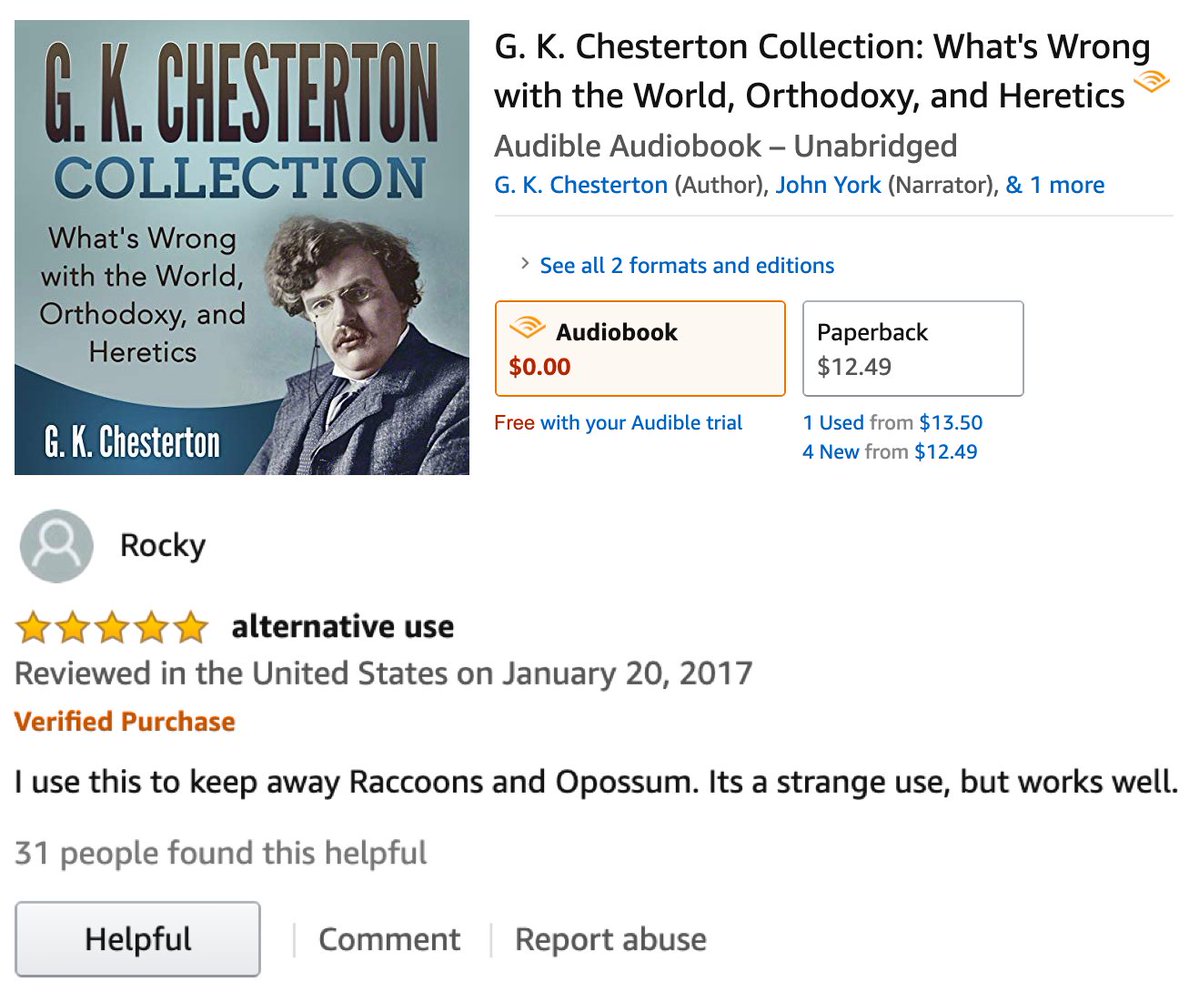 G. K. CHESTERTON
COLLECTION
What's Wrong
with the World,
Orthodoxy, and
Heretics
G. K. Chesterton
G. K. Chesterton Collection: What's Wrong
with the World, Orthodoxy, and Heretics
Audible Audiobook – Unabridged
G. K. Chesterton (Author), John York (Narrator), & 1 more
› See all 2 formats and editions
Audiobook
$0.00
Free with your Audible trial
Paperback
$12.49
1 Used from $13.50
4 New from $12.49
Rocky
alternative use
Reviewed in the United States on January 20, 2017
Verified Purchase
I use this to keep away Raccoons and Opossum. Its a strange use, but works well.
31 people found this helpful
Helpful | Comment | Report abuse